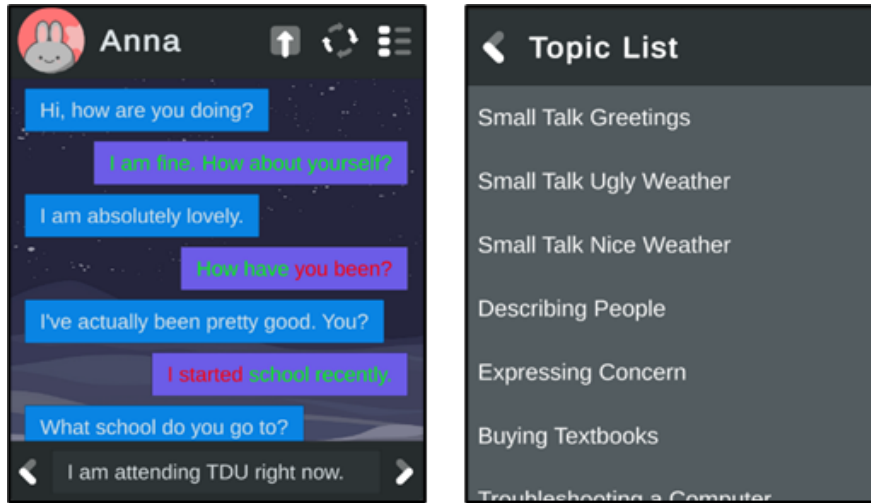 Anna
Hi, how are you doing?
I am fine. How about yourself?
I am absolutely lovely.
How have you been?
I've actually been pretty good. You?
I started school recently.
What school do you go to?
I am attending TDU right now.
Topic List
Small Talk Greetings
Small Talk Ugly Weather
Small Talk Nice Weather
Describing People
Expressing Concern
Buying Textbooks
Troubleshooting a Computer